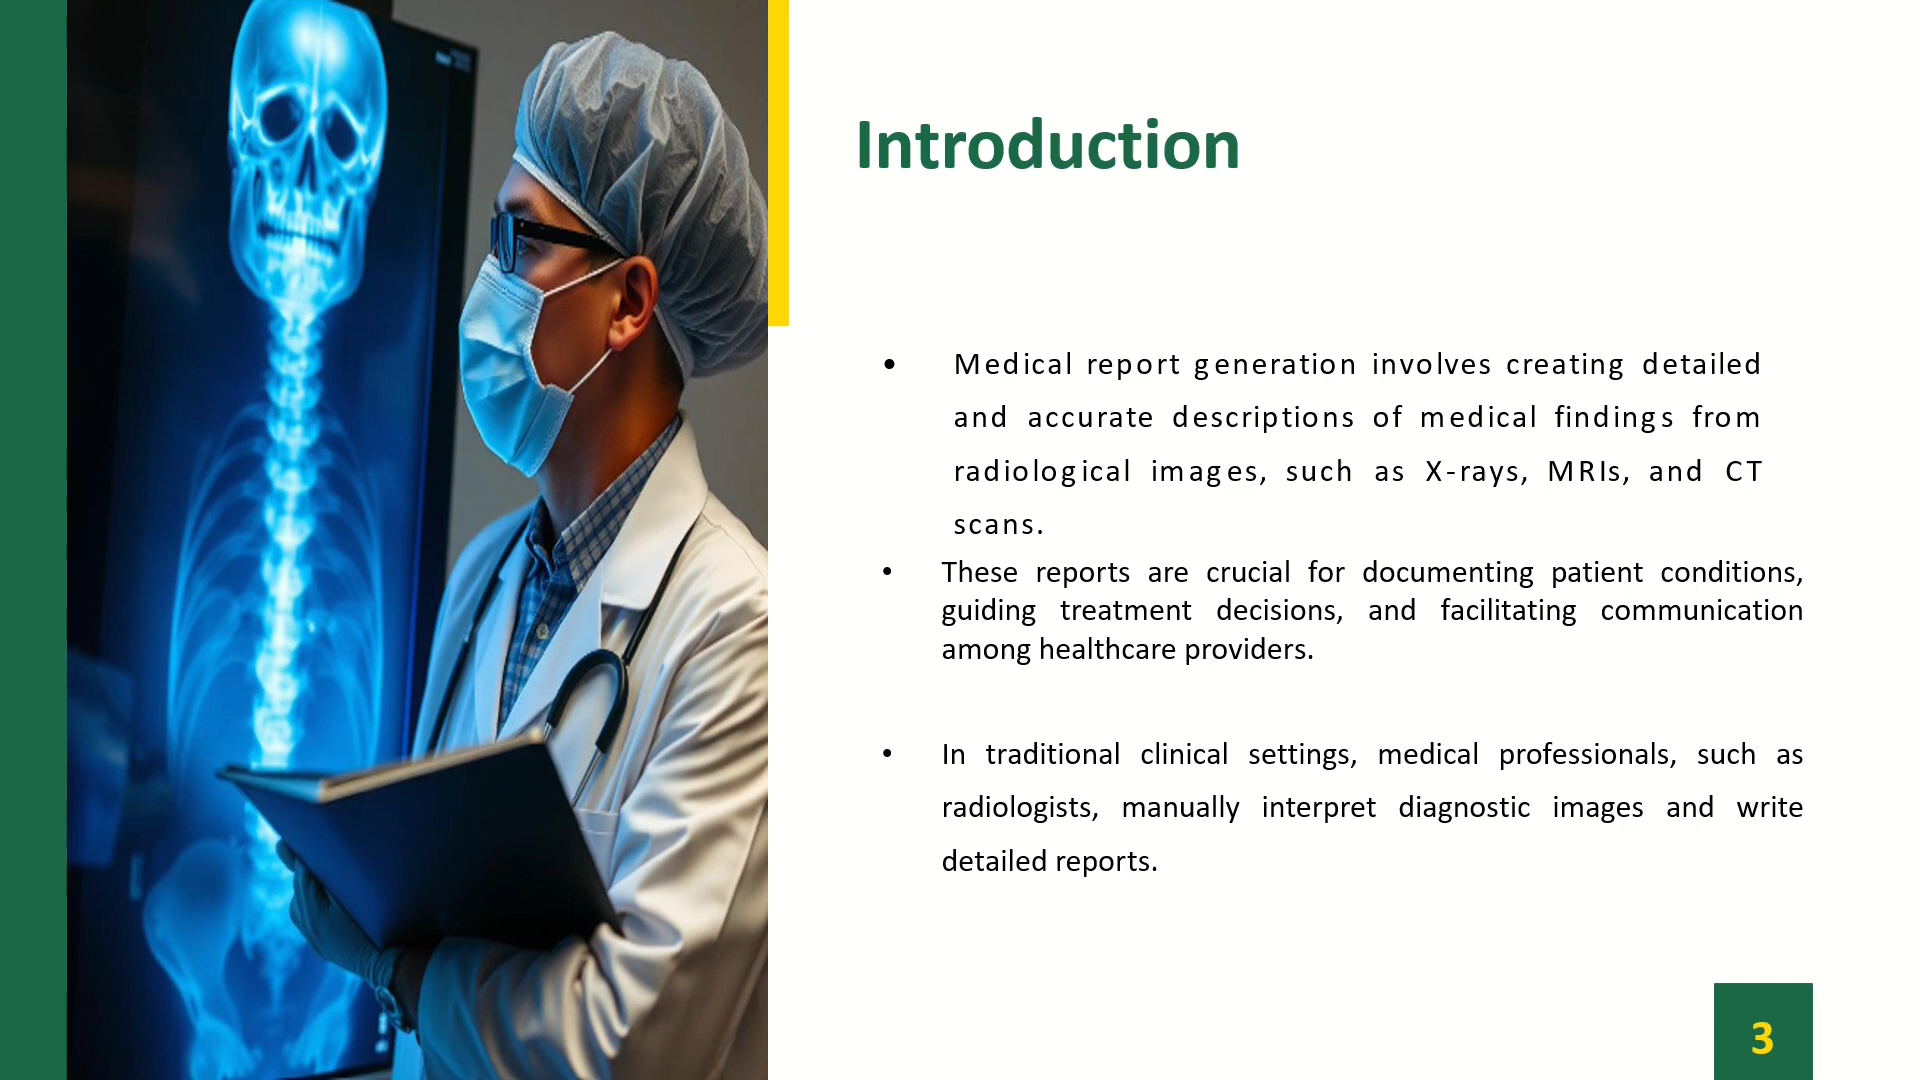 Introduction
• Medical report generation involves creating detailed
and accurate descriptions of medical findings from
radiological images, such as X-rays, MRIs, and CT
scans.
• These reports are crucial for documenting patient conditions,
guiding treatment decisions, and facilitating communication
among healthcare providers.
• In traditional clinical settings, medical professionals, such as
radiologists, manually interpret diagnostic images and write
detailed reports.
3